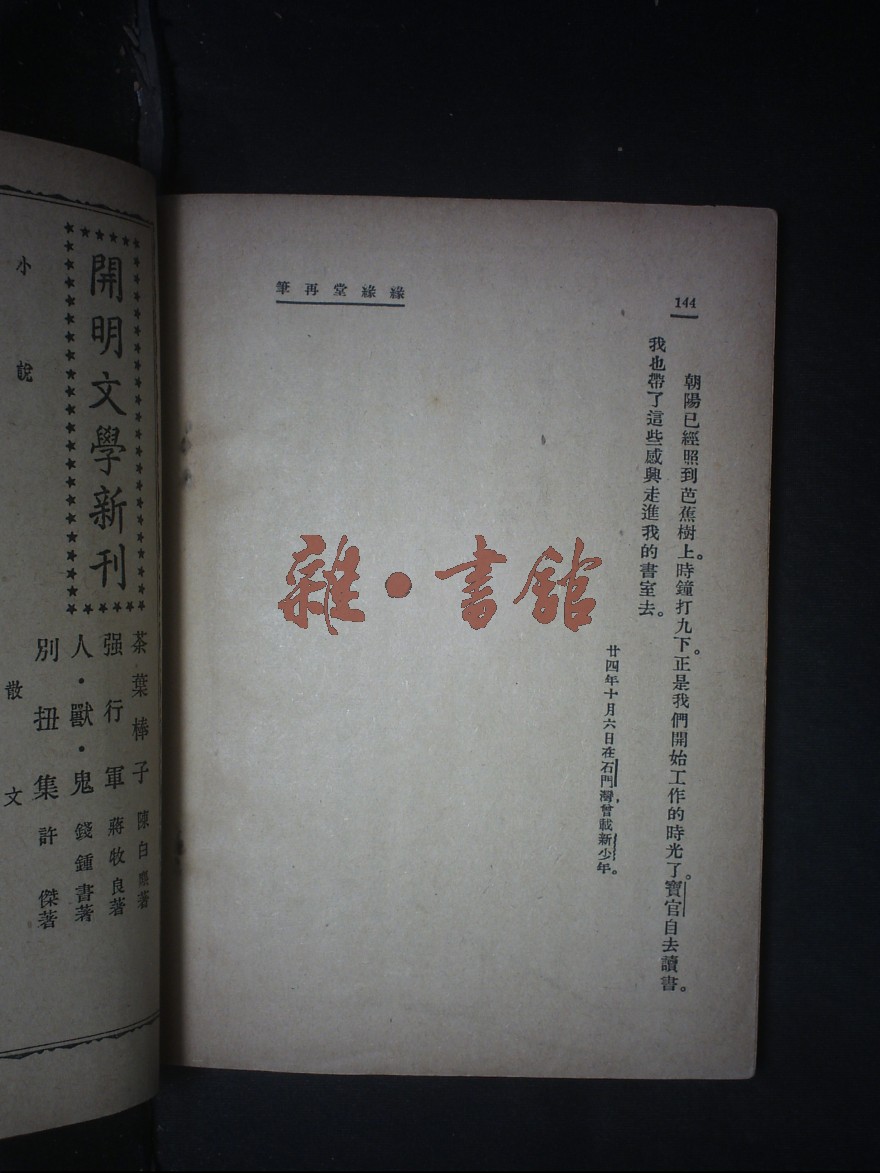 144
緣緣堂再筆
朝陽已經照到芭蕉樹上。時鐘打九下。正是我們開始工作的時光了。寶官自去讀書。
我也帶了這些感興走進我的書室去。
廿四年十月六日在石門灣，曾載新少年。
雜·書館
開明文學新刊
茶葉棒子 陳白塵著
强行軍 蔣牧良著
人·獸·鬼 錢鍾書著
別扭集 許傑著
散文
小說